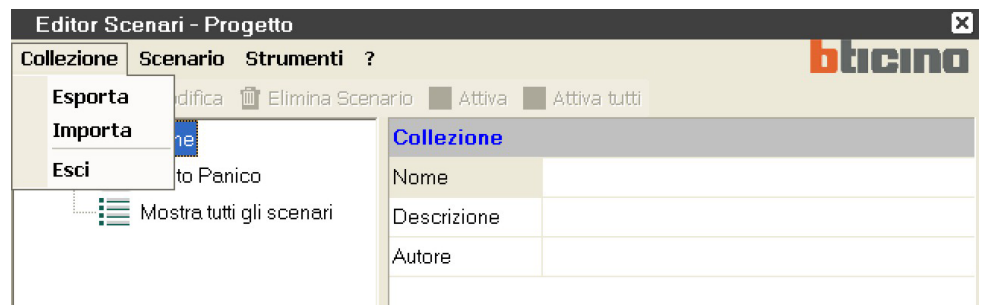 Editor Scenari - Progetto
Collezione Scenario Strumenti ?
bticino
Esporta
Importa
Esci
Elimina Scenario Attiva Attiva tutti
Mostra tutti gli scenari
Panico
Collezione
Nome
Descrizione
Autore